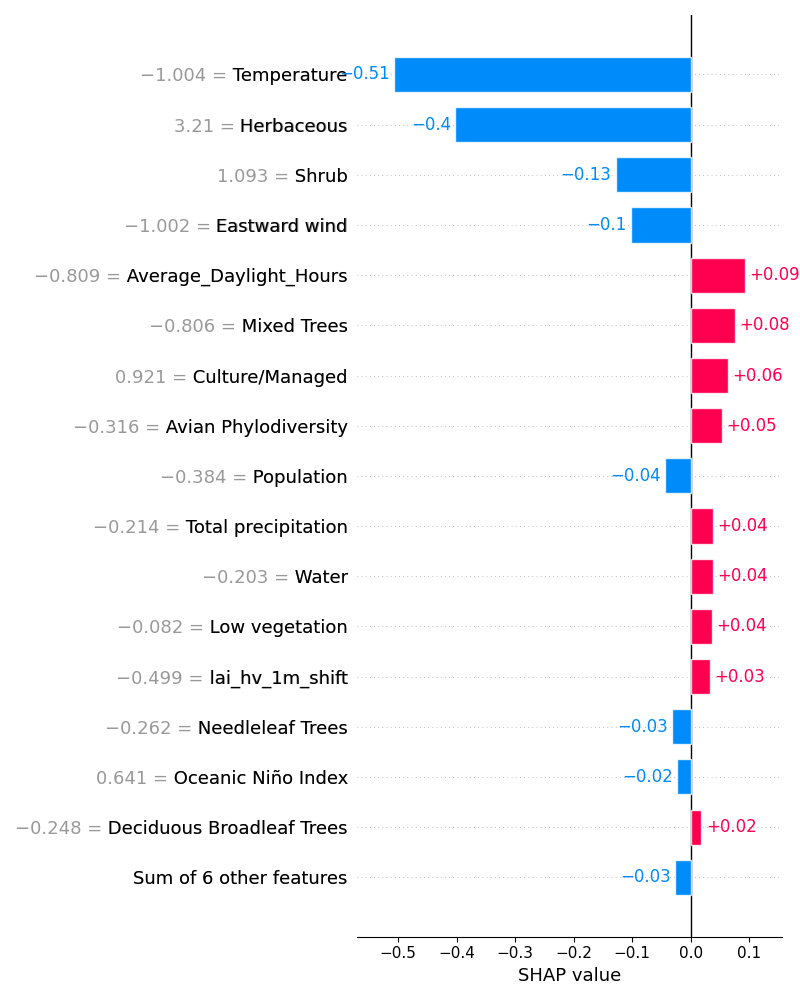 −1.004 = Temperature −0.51
3.21 = Herbaceous −0.4
1.093 = Shrub −0.13
−1.002 = Eastward wind −0.1
−0.809 = Average_Daylight_Hours +0.09
−0.806 = Mixed Trees +0.08
0.921 = Culture/Managed +0.06
−0.316 = Avian Phylodiversity +0.05
−0.384 = Population −0.04
−0.214 = Total precipitation +0.04
−0.203 = Water +0.04
−0.082 = Low vegetation +0.04
−0.499 = lai_hv_1m_shift +0.03
−0.262 = Needleleaf Trees −0.03
0.641 = Oceanic Niño Index −0.02
−0.248 = Deciduous Broadleaf Trees +0.02
Sum of 6 other features −0.03
−0.5 −0.4 −0.3 −0.2 −0.1 0.0 0.1
SHAP value